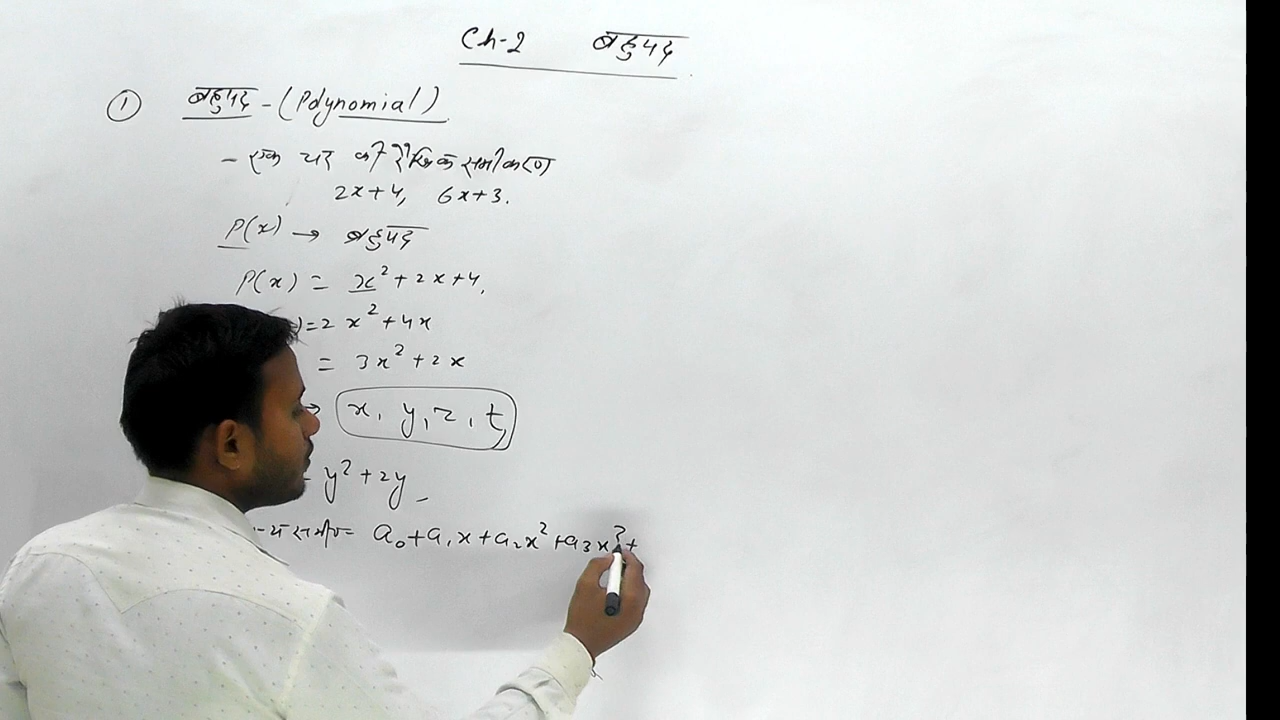 Ch-2 बहुपद
① बहुपद - (Polynomial)
- एक चर की रैखिक समीकरण
2x+4, 6x+3.
P(x) → बहुपद
P(x) = x²+2x+4,
)=2x²+4x
= 3x²+2x
→ x, y, z, t,
y²+2y
= a₀+a₁x+a₂x²+a₃x³+